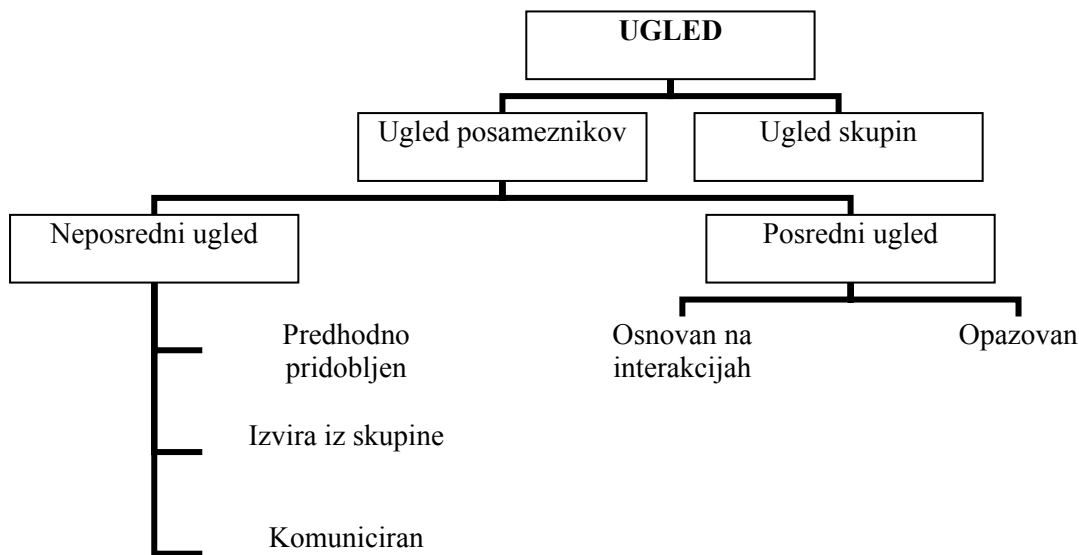 UGLED
Ugled posameznikov
Ugled skupin
Neposredni ugled
Posredni ugled
Predhodno
pridobljen
Osnovan na
interakcijah
Opazovan
Izvira iz skupine
Komuniciran